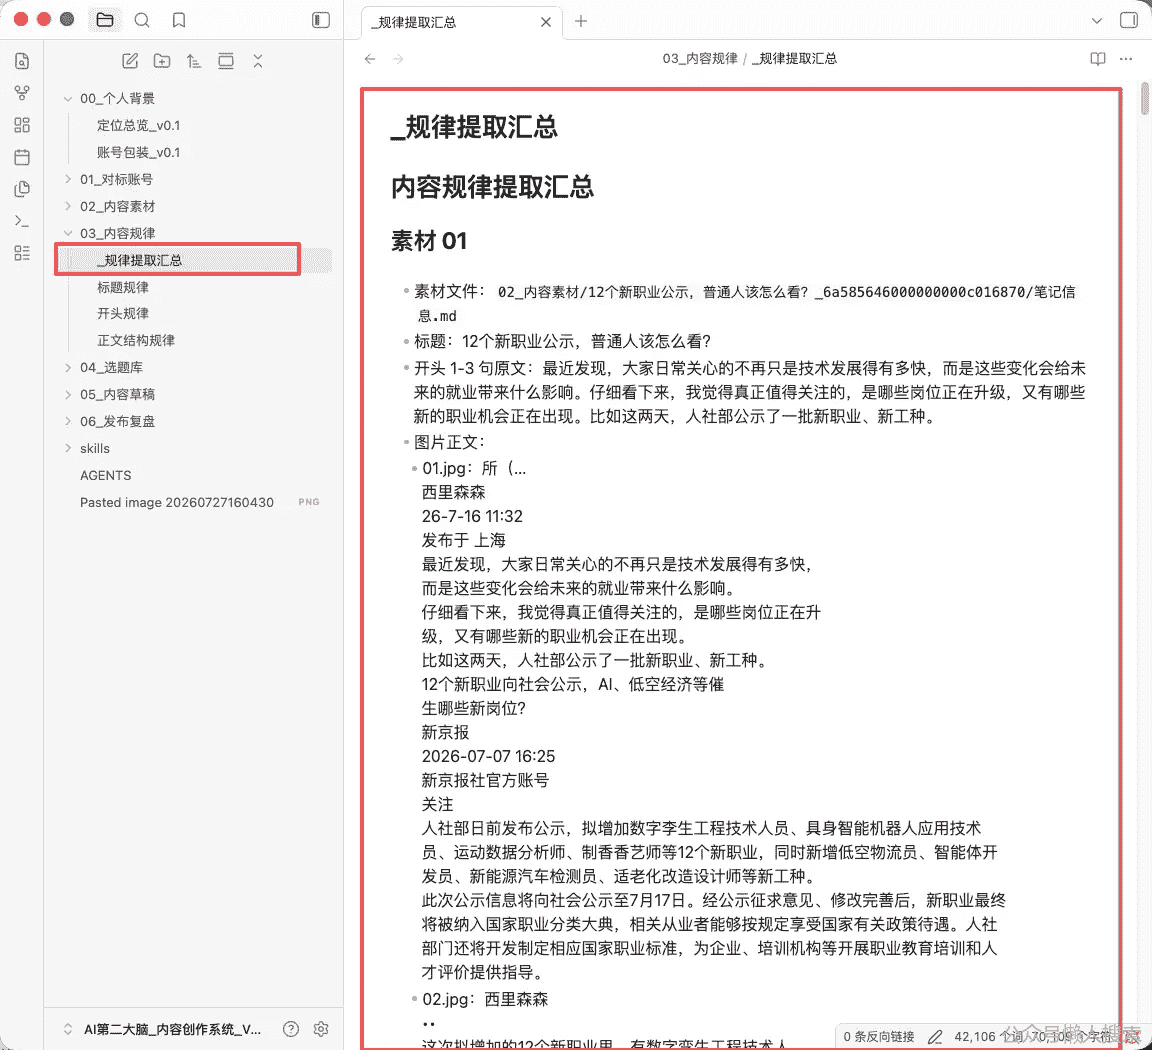 _规律提取汇总
03_内容规律 / _规律提取汇总
00_个人背景
定位总览_v0.1
账号包装_v0.1
01_对标账号
02_内容素材
03_内容规律
_规律提取汇总
标题规律
开头规律
正文结构规律
04_选题库
05_内容草稿
06_发布复盘
skills
AGENTS
Pasted image 20260727160430 PNG
AI第二大脑_内容创作系统_V...
_规律提取汇总
内容规律提取汇总
素材 01
素材文件： 02_内容素材/12个新职业公示，普通人该怎么看？_6a585646000000000c016870/笔记信
息.md
标题：12个新职业公示，普通人该怎么看?
开头 1-3 句原文：最近发现，大家日常关心的不再只是技术发展得有多快，而是这些变化会给未
来的就业带来什么影响。仔细看下来，我觉得真正值得关注的，是哪些岗位正在升级，又有哪些
新的职业机会正在出现。比如这两天，人社部公示了一批新职业、新工种。
图片正文：
01.jpg：所（...
西里森森
26-7-16 11:32
发布于 上海
最近发现，大家日常关心的不再只是技术发展得有多快，
而是这些变化会给未来的就业带来什么影响。
仔细看下来，我觉得真正值得关注的，是哪些岗位正在升
级，又有哪些新的职业机会正在出现。
比如这两天，人社部公示了一批新职业、新工种。
12个新职业向社会公示，AI、低空经济等催
生哪些新岗位?
新京报
2026-07-07 16:25
新京报社官方账号
关注
人社部日前发布公示，拟增加数字李生工程技术人员、具身智能机器人应用技术
员、运动数据分析师、制香香艺师等12个新职业，同时新增低空物流员、智能体开
发员、新能源汽车检测员、适老化改造设计师等新工种。
此次公示信息将向社会公示至7月17日。经公示征求意见、修改完善后，新职业最终
将被纳入国家职业分类大典，相关从业者能够按规定享受国家有关政策待遇。人社
部门还将开发制定相应国家职业标准，为企业、培训机构等开展职业教育培训和人
才评价提供指导。
02.jpg：西里森森
••
这次拟增加的12个新职业里，有数字孪生工程技术人
0 条反向链接 42,106 个词